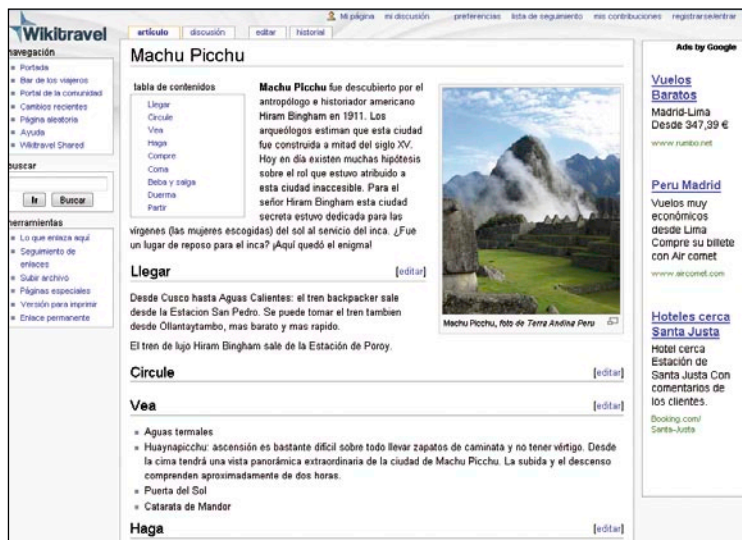 Mi página mi discusión preferencias lista de seguimiento mis contribuciones registrarse/entrar
Wikitravel
artículo discusión editar historial
navegación
Portada
Bar de los viajeros
Portal de la comunidad
Cambios recientes
Página aleatoria
Ayuda
Wikitravel Shared
buscar
Ir Buscar
herramientas
Lo que enlaza aquí
Seguimiento de
enlaces
Subir archivo
Páginas especiales
Versión para imprimir
Enlace permanente
Machu Picchu
tabla de contenidos
Llegar
Circule
Vea
Haga
Compre
Coma
Beba y salga
Duerma
Partir
Machu Picchu fue descubierto por el
antropólogo e historiador americano
Hiram Bingham en 1911. Los
arqueólogos estiman que esta ciudad
fue construida a mitad del siglo XV.
Hoy en día existen muchas hipótesis
sobre el rol que estuvo atribuido a
esta ciudad inaccesible. Para el
señor Hiram Bingham esta ciudad
secreta estuvo dedicada para las
vírgenes (las mujeres escogidas) del sol al servicio del inca. ¿Fue
un lugar de reposo para el inca? ¡Aquí quedó el enigma!
Machu Picchu, foto de Terra Andina Peru
Llegar [editar]
Desde Cusco hasta Aguas Calientes: el tren backpacker sale
desde la Estacion San Pedro. Se puede tomar el tren tambien
desde Ollantaytambo, mas barato y mas rapido.
El tren de lujo Hiram Bingham sale de la Estación de Poroy.
Circule [editar]
Vea [editar]
Aguas termales
Huaynapicchu: ascensión es bastante difícil sobre todo llevar zapatos de caminata y no tener vértigo. Desde
la cima tendrá una vista panorámica extraordinaria de la ciudad de Machu Picchu. La subida y el descenso
comprenden aproximadamente de dos horas.
Puerta del Sol
Catarata de Mandor
Haga [editar]
Ads by Google
Vuelos
Baratos
Madrid-Lima
Desde 347,39 €
www.rumbo.net
Peru Madrid
Vuelos muy
económicos
desde Lima
Compre su billete
con Air comet
www.aircomet.com
Hoteles cerca
Santa Justa
Hotel cerca
Estación de
Santa Justa Con
comentarios de
los clientes.
Booking.com/
Santa-Justa